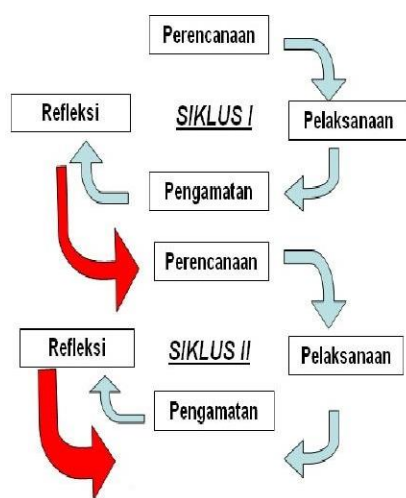 Perencanaan
Refleksi
SIKLUS I
Pelaksanaan
Pengamatan
Perencanaan
Refleksi
SIKLUS II
Pelaksanaan
Pengamatan